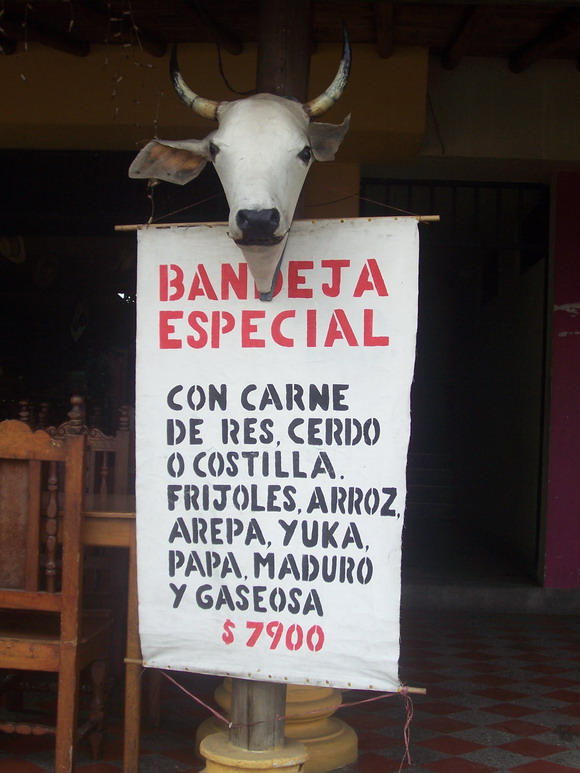 BANDEJA
ESPECIAL
CON CARNE
DE RES, CERDO
O COSTILLA.
FRIJOLES, ARROZ,
AREPA, YUKA,
PAPA, MADURO
Y GASEOSA
$ 7900